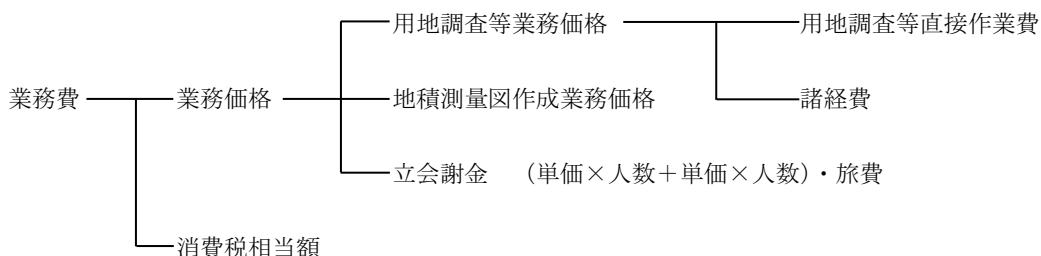 用地調査等業務価格 用地調査等直接作業費
業務費 業務価格 地積測量図作成業務価格 諸経費
立会謝金 （単価×人数＋単価×人数）・旅費
消費税相当額